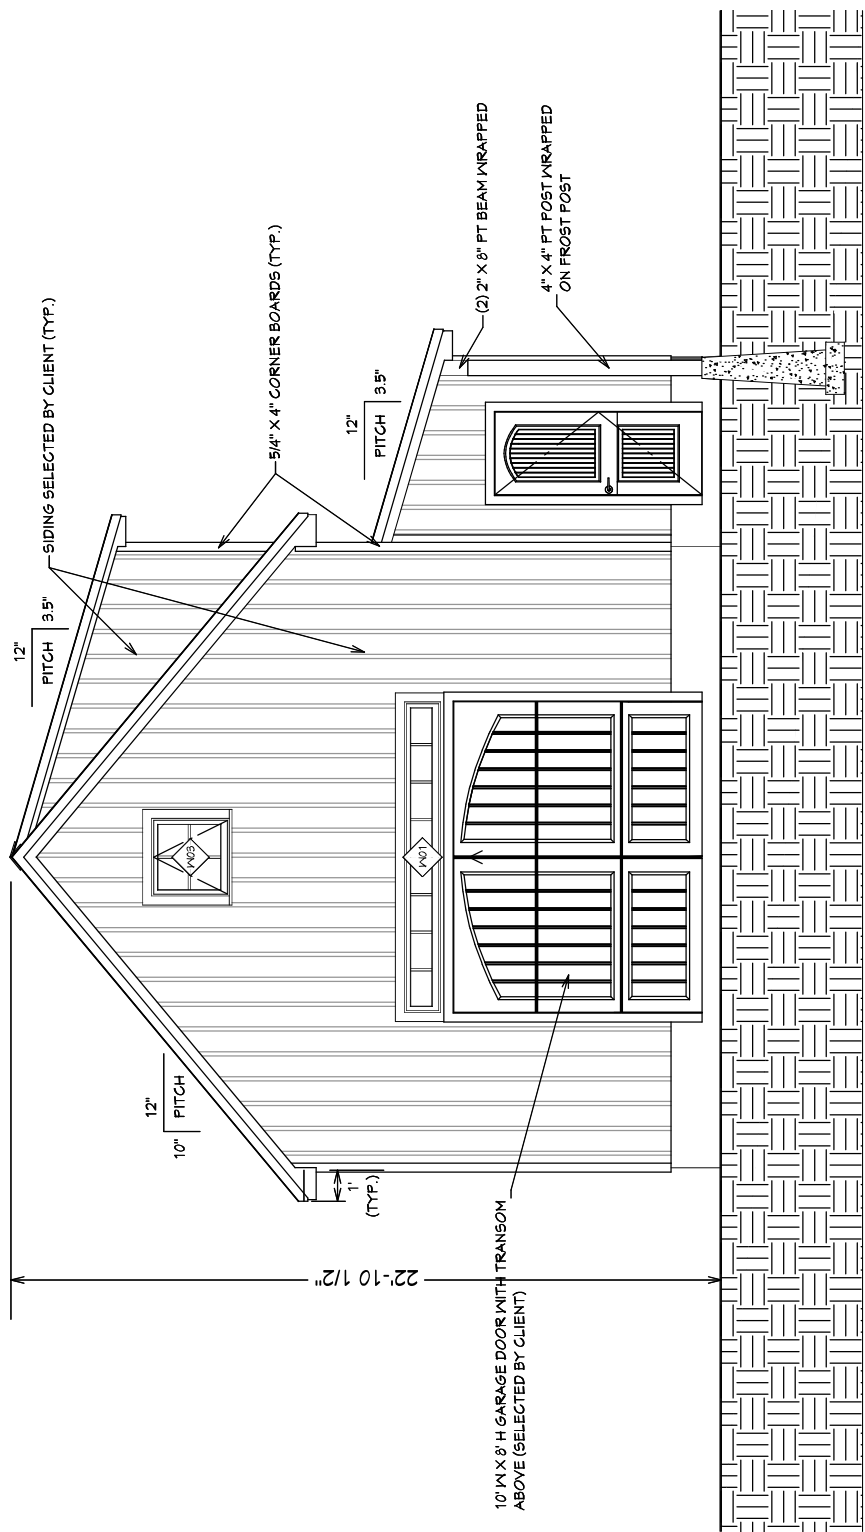 SIDING SELECTED BY CLIENT (TYP.)
12"
PITCH
3.5"
5/4" X 4" CORNER BOARDS (TYP.)
12"
PITCH
3.5"
(2) 2" X 8" PT BEAM WRAPPED
4" X 4" PT POST WRAPPED
ON FROST POST
W03
W01
12"
10"
PITCH
1'
(TYP.)
22'-10 1/2"
10' W X 8' H GARAGE DOOR WITH TRANSOM
ABOVE (SELECTED BY CLIENT)